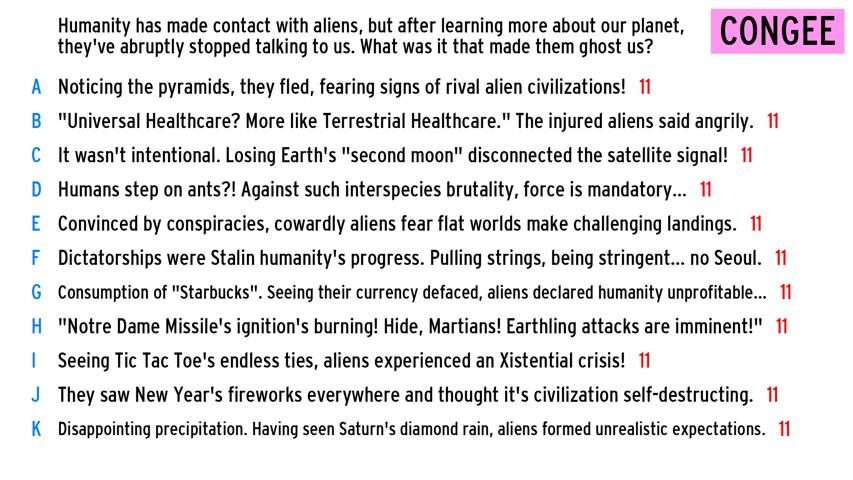 Humanity has made contact with aliens, but after learning more about our planet,
they've abruptly stopped talking to us. What was it that made them ghost us?
CONGEE
A Noticing the pyramids, they fled, fearing signs of rival alien civilizations! 11
B "Universal Healthcare? More like Terrestrial Healthcare." The injured aliens said angrily. 11
C It wasn't intentional. Losing Earth's "second moon" disconnected the satellite signal! 11
D Humans step on ants?! Against such interspecies brutality, force is mandatory... 11
E Convinced by conspiracies, cowardly aliens fear flat worlds make challenging landings. 11
F Dictatorships were Stalin humanity's progress. Pulling strings, being stringent... no Seoul. 11
G Consumption of "Starbucks". Seeing their currency defaced, aliens declared humanity unprofitable... 11
H "Notre Dame Missile's ignition's burning! Hide, Martians! Earthling attacks are imminent!" 11
I Seeing Tic Tac Toe's endless ties, aliens experienced an Xistential crisis! 11
J They saw New Year's fireworks everywhere and thought it's civilization self-destructing. 11
K Disappointing precipitation. Having seen Saturn's diamond rain, aliens formed unrealistic expectations. 11